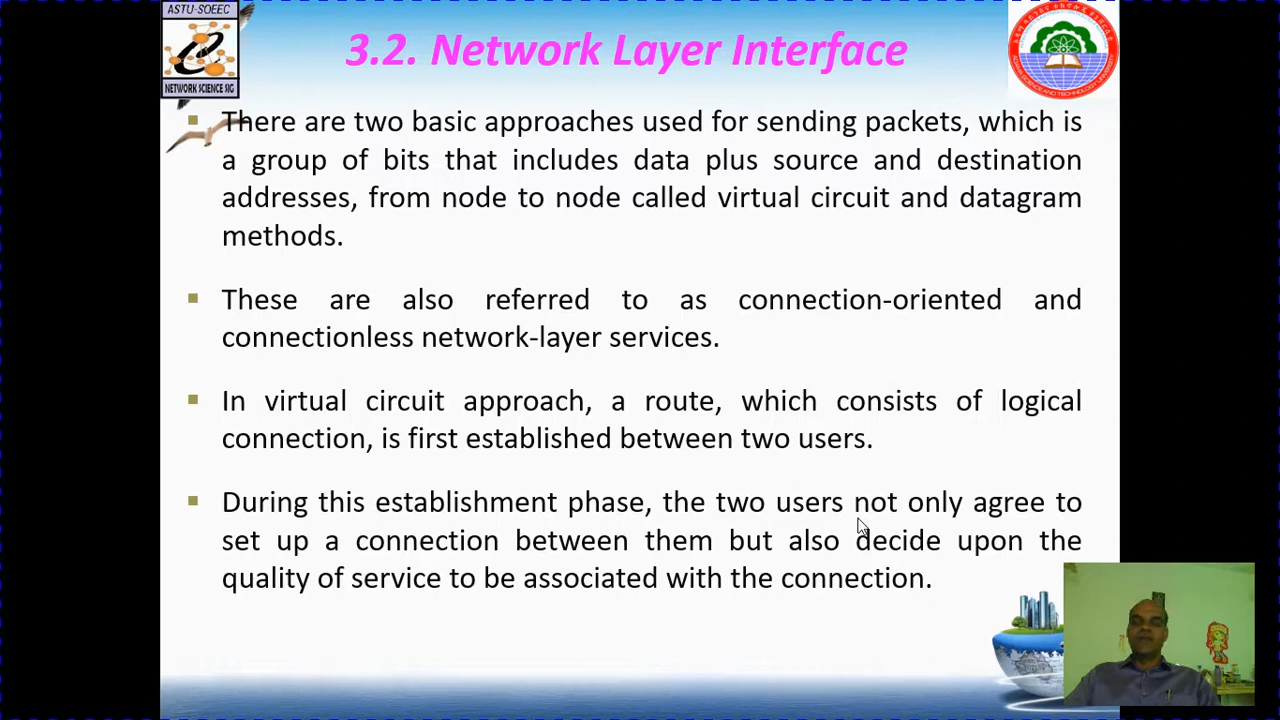 ASTU-SOEEC
NETWORK SCIENCE SIG
3.2. Network Layer Interface
There are two basic approaches used for sending packets, which is
a group of bits that includes data plus source and destination
addresses, from node to node called virtual circuit and datagram
methods.
These are also referred to as connection-oriented and
connectionless network-layer services.
In virtual circuit approach, a route, which consists of logical
connection, is first established between two users.
During this establishment phase, the two users not only agree to
set up a connection between them but also decide upon the
quality of service to be associated with the connection.